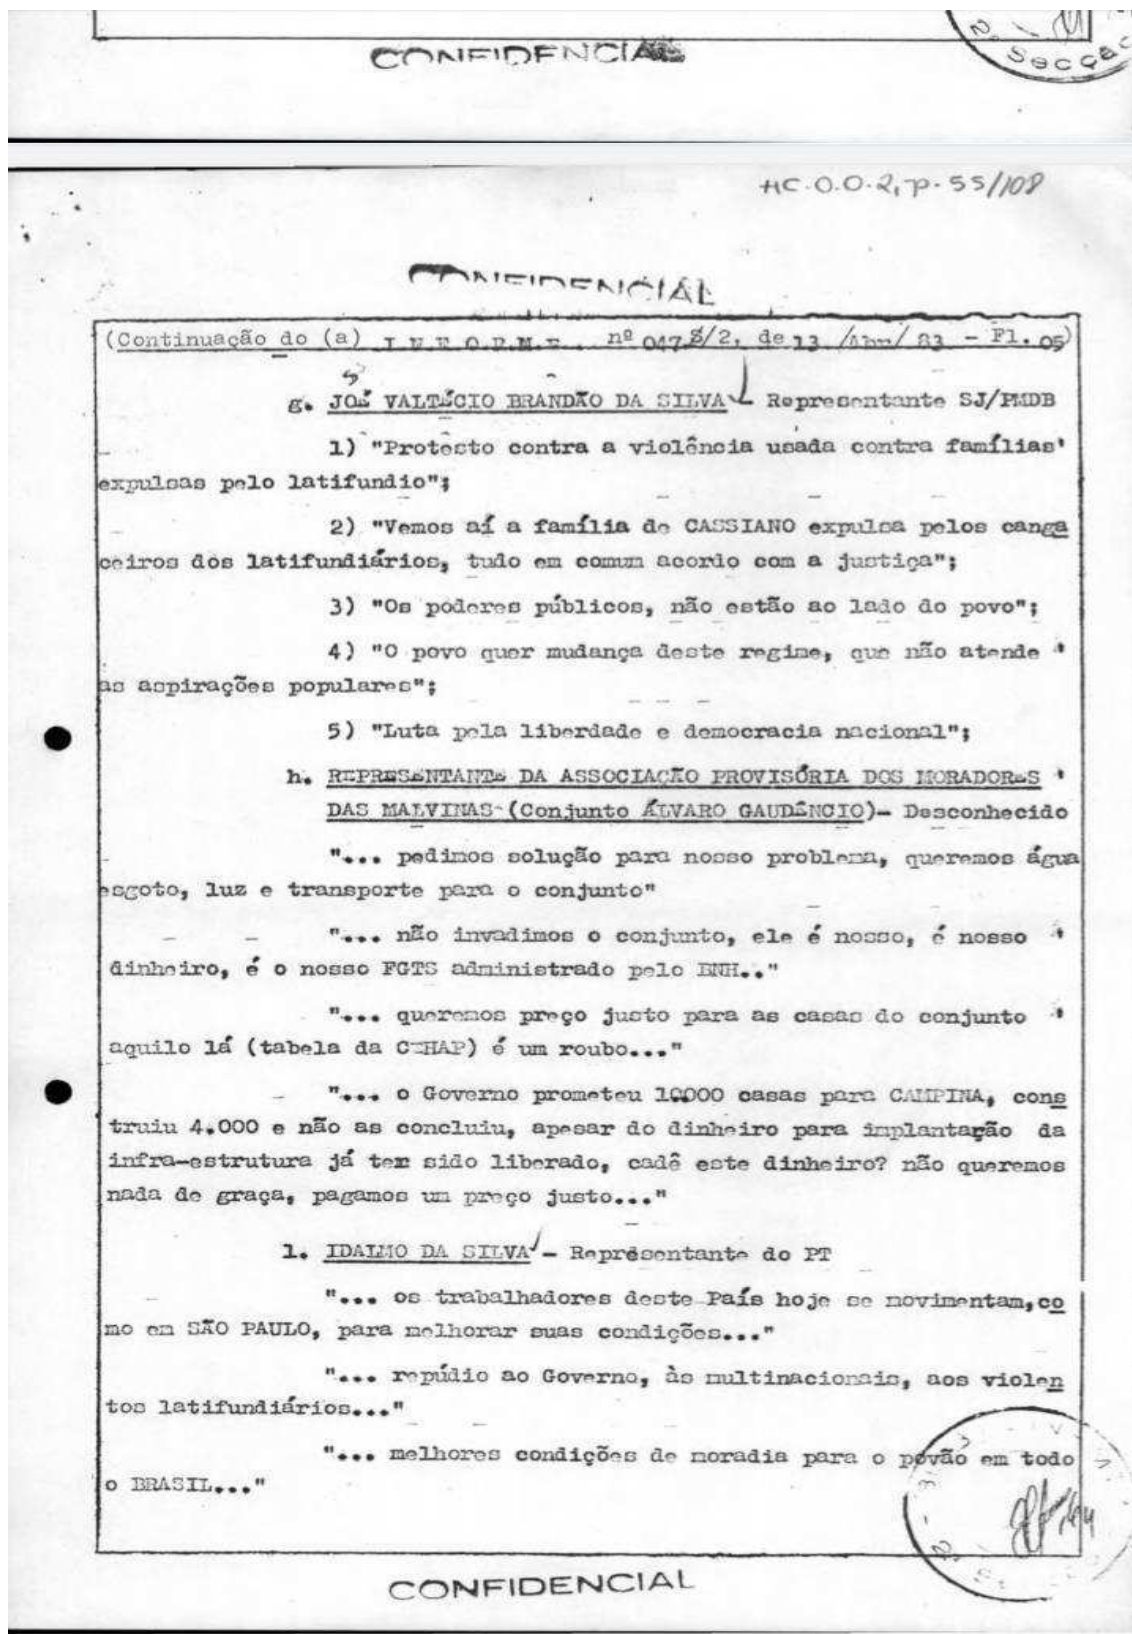 CONFIDENCIAL
2ª Secção
HC.0.0.2, p. 55/108
CONFIDENCIAL
(Continuação do (a) I N F O R M E nº 0478/2, de 13 /Abr/ 83 - Fl. 05)
g. JOSÉ VALTÉCIO BRANDÃO DA SILVA - Representante SJ/PMDB
1) "Protesto contra a violência usada contra famílias'
expulsas pelo latifundio";
2) "Vemos aí a família de CASSIANO expulsa pelos canga
ceiros dos latifundiários, tudo em comum acordo com a justiça";
3) "Os poderes públicos, não estão ao lado do povo";
4) "O povo quer mudança deste regime, que não atende '
as aspirações populares";
5) "Luta pela liberdade e democracia nacional";
h. REPRESENTANTE DA ASSOCIAÇÃO PROVISÓRIA DOS MORADORES '
DAS MALVINAS (Conjunto ÁLVARO GAUDÊNCIO)- Desconhecido
"... pedimos solução para nosso problema, queremos água
esgoto, luz e transporte para o conjunto"
"... não invadimos o conjunto, ele é nosso, é nosso '
dinheiro, é o nosso FGTS administrado pelo BNH.."
"... queremos preço justo para as casas do conjunto '
aquilo lá (tabela da CEHAP) é um roubo..."
"... o Governo prometeu 10.000 casas para CAMPINA, cons
truiu 4.000 e não as concluiu, apesar do dinheiro para implantação da
infra-estrutura já ter sido liberado, cadê este dinheiro? não queremos
nada de graça, pagamos um preço justo..."
l. IDALMO DA SILVA - Representante do PT
"... os trabalhadores deste País hoje se movimentam,co
mo em SÃO PAULO, para melhorar suas condições..."
"... repúdio ao Governo, às multinacionais, aos violen
tos latifundiários..."
"... melhores condições de moradia para o povão em todo
o BRASIL..."
CONFIDENCIAL